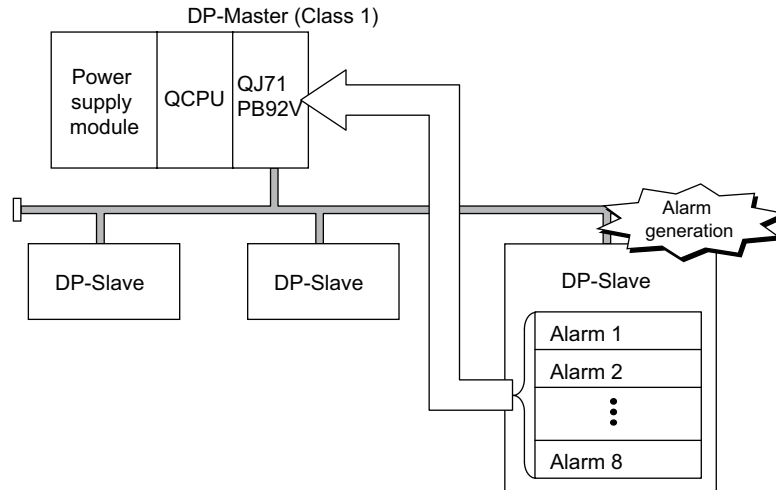 DP-Master (Class 1)
Power
supply
module
QCPU
QJ71
PB92V
Alarm
generation
DP-Slave
DP-Slave
DP-Slave
Alarm 1
Alarm 2
Alarm 8